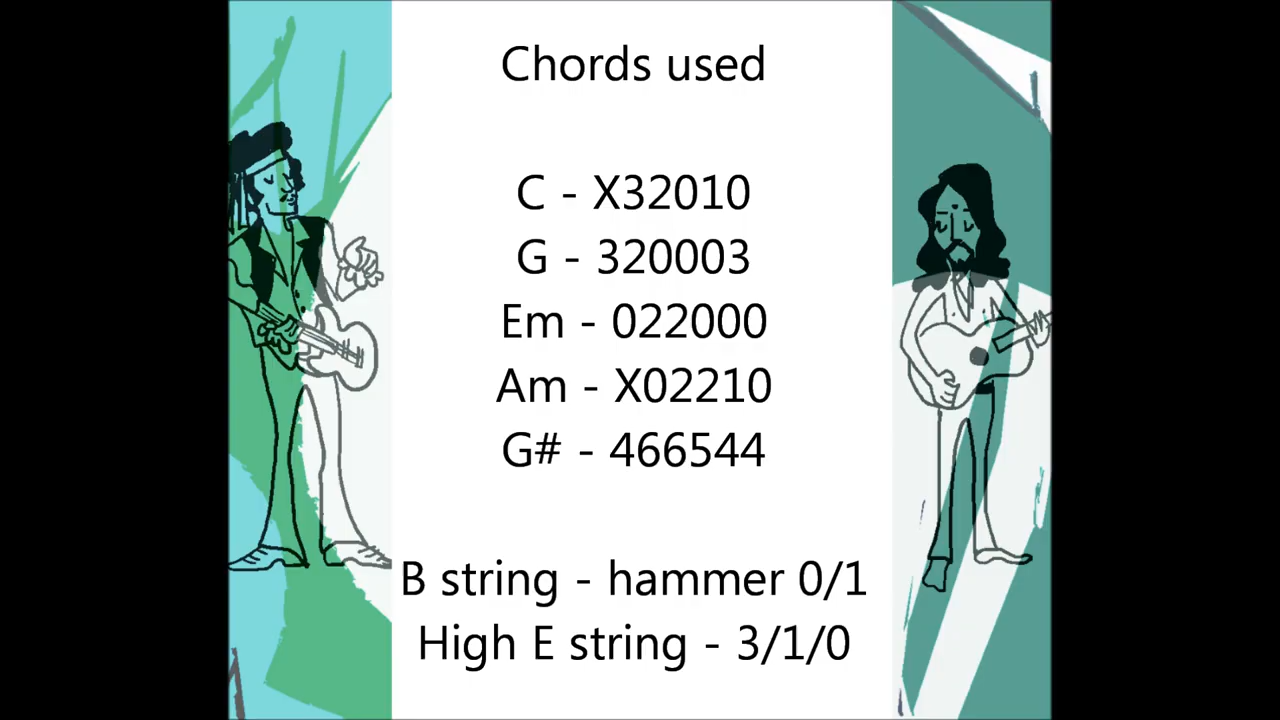 Chords used
C - X32010
G - 320003
Em - 022000
Am - X02210
G# - 466544
B string - hammer 0/1
High E string - 3/1/0